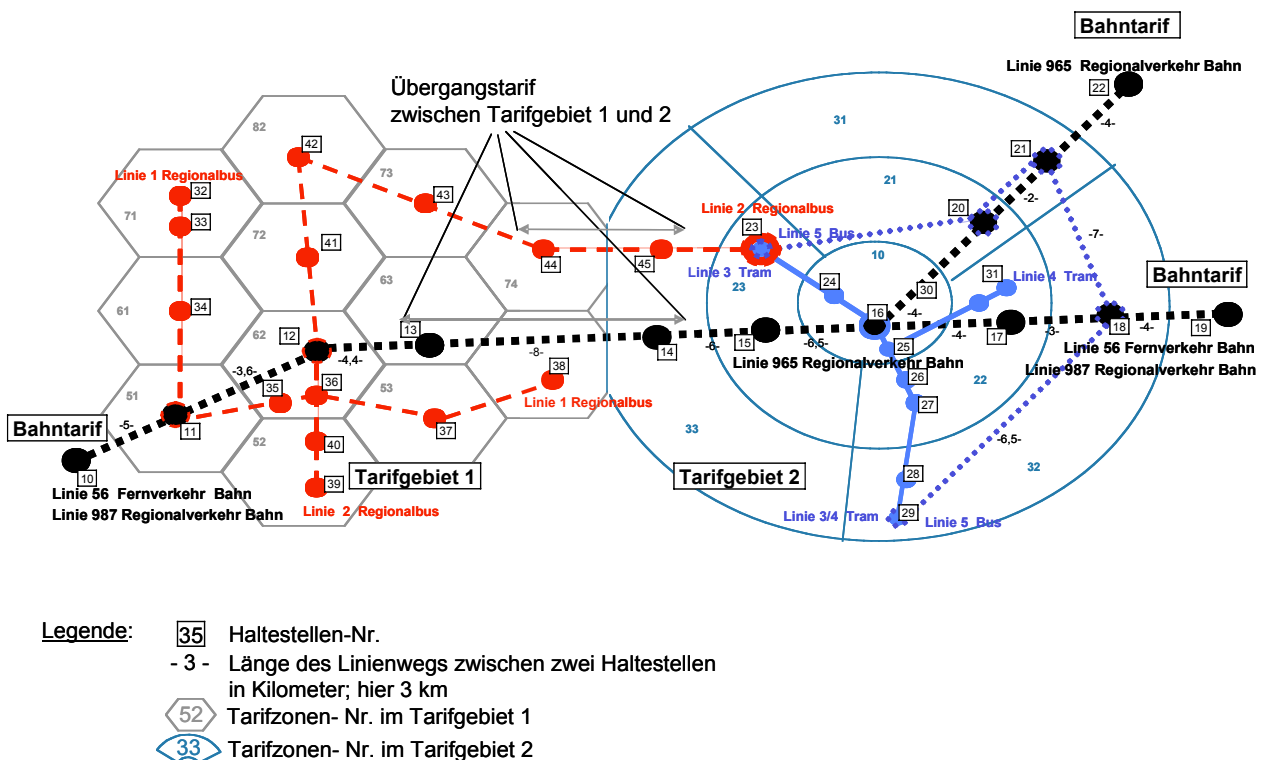 Bahntarif
Linie 965  Regionalverkehr Bahn
22
-4-
Übergangstarif
zwischen Tarifgebiet 1 und 2
31
82
42
21
73
21
Linie 1 Regionalbus
32
43
-2-
71
33
Linie 2  Regionalbus
20
23
72
41
Linie 5  Bus
-7-
10
44
45
Linie 3  Tram
63
74
23
24
30
31
Linie 4  Tram
Bahntarif
61
34
62
12
13
16
-4-
-4,4-
14
-6-
15
-6,5-
17
-4-
-3-
18
-4-
19
-8-
25
Linie 965  Regionalverkehr Bahn
Linie 56 Fernverkehr Bahn
Linie 987 Regionalverkehr Bahn
-3,6-
38
51
35
36
53
26
22
Linie 1 Regionalbus
27
Bahntarif
-5-
11
37
33
52
40
-6,5-
10
Tarifgebiet 1
Tarifgebiet 2
32
28
39
Linie 56  Fernverkehr  Bahn
Linie 987 Regionalverkehr Bahn
Linie  2  Regionalbus
Linie 3/4  Tram
29
Linie 5  Bus
Legende:
35 Haltestellen-Nr.
- 3 - Länge des Linienwegs zwischen zwei Haltestellen
in Kilometer; hier 3 km
52 Tarifzonen- Nr. im Tarifgebiet 1
33 Tarifzonen- Nr. im Tarifgebiet 2